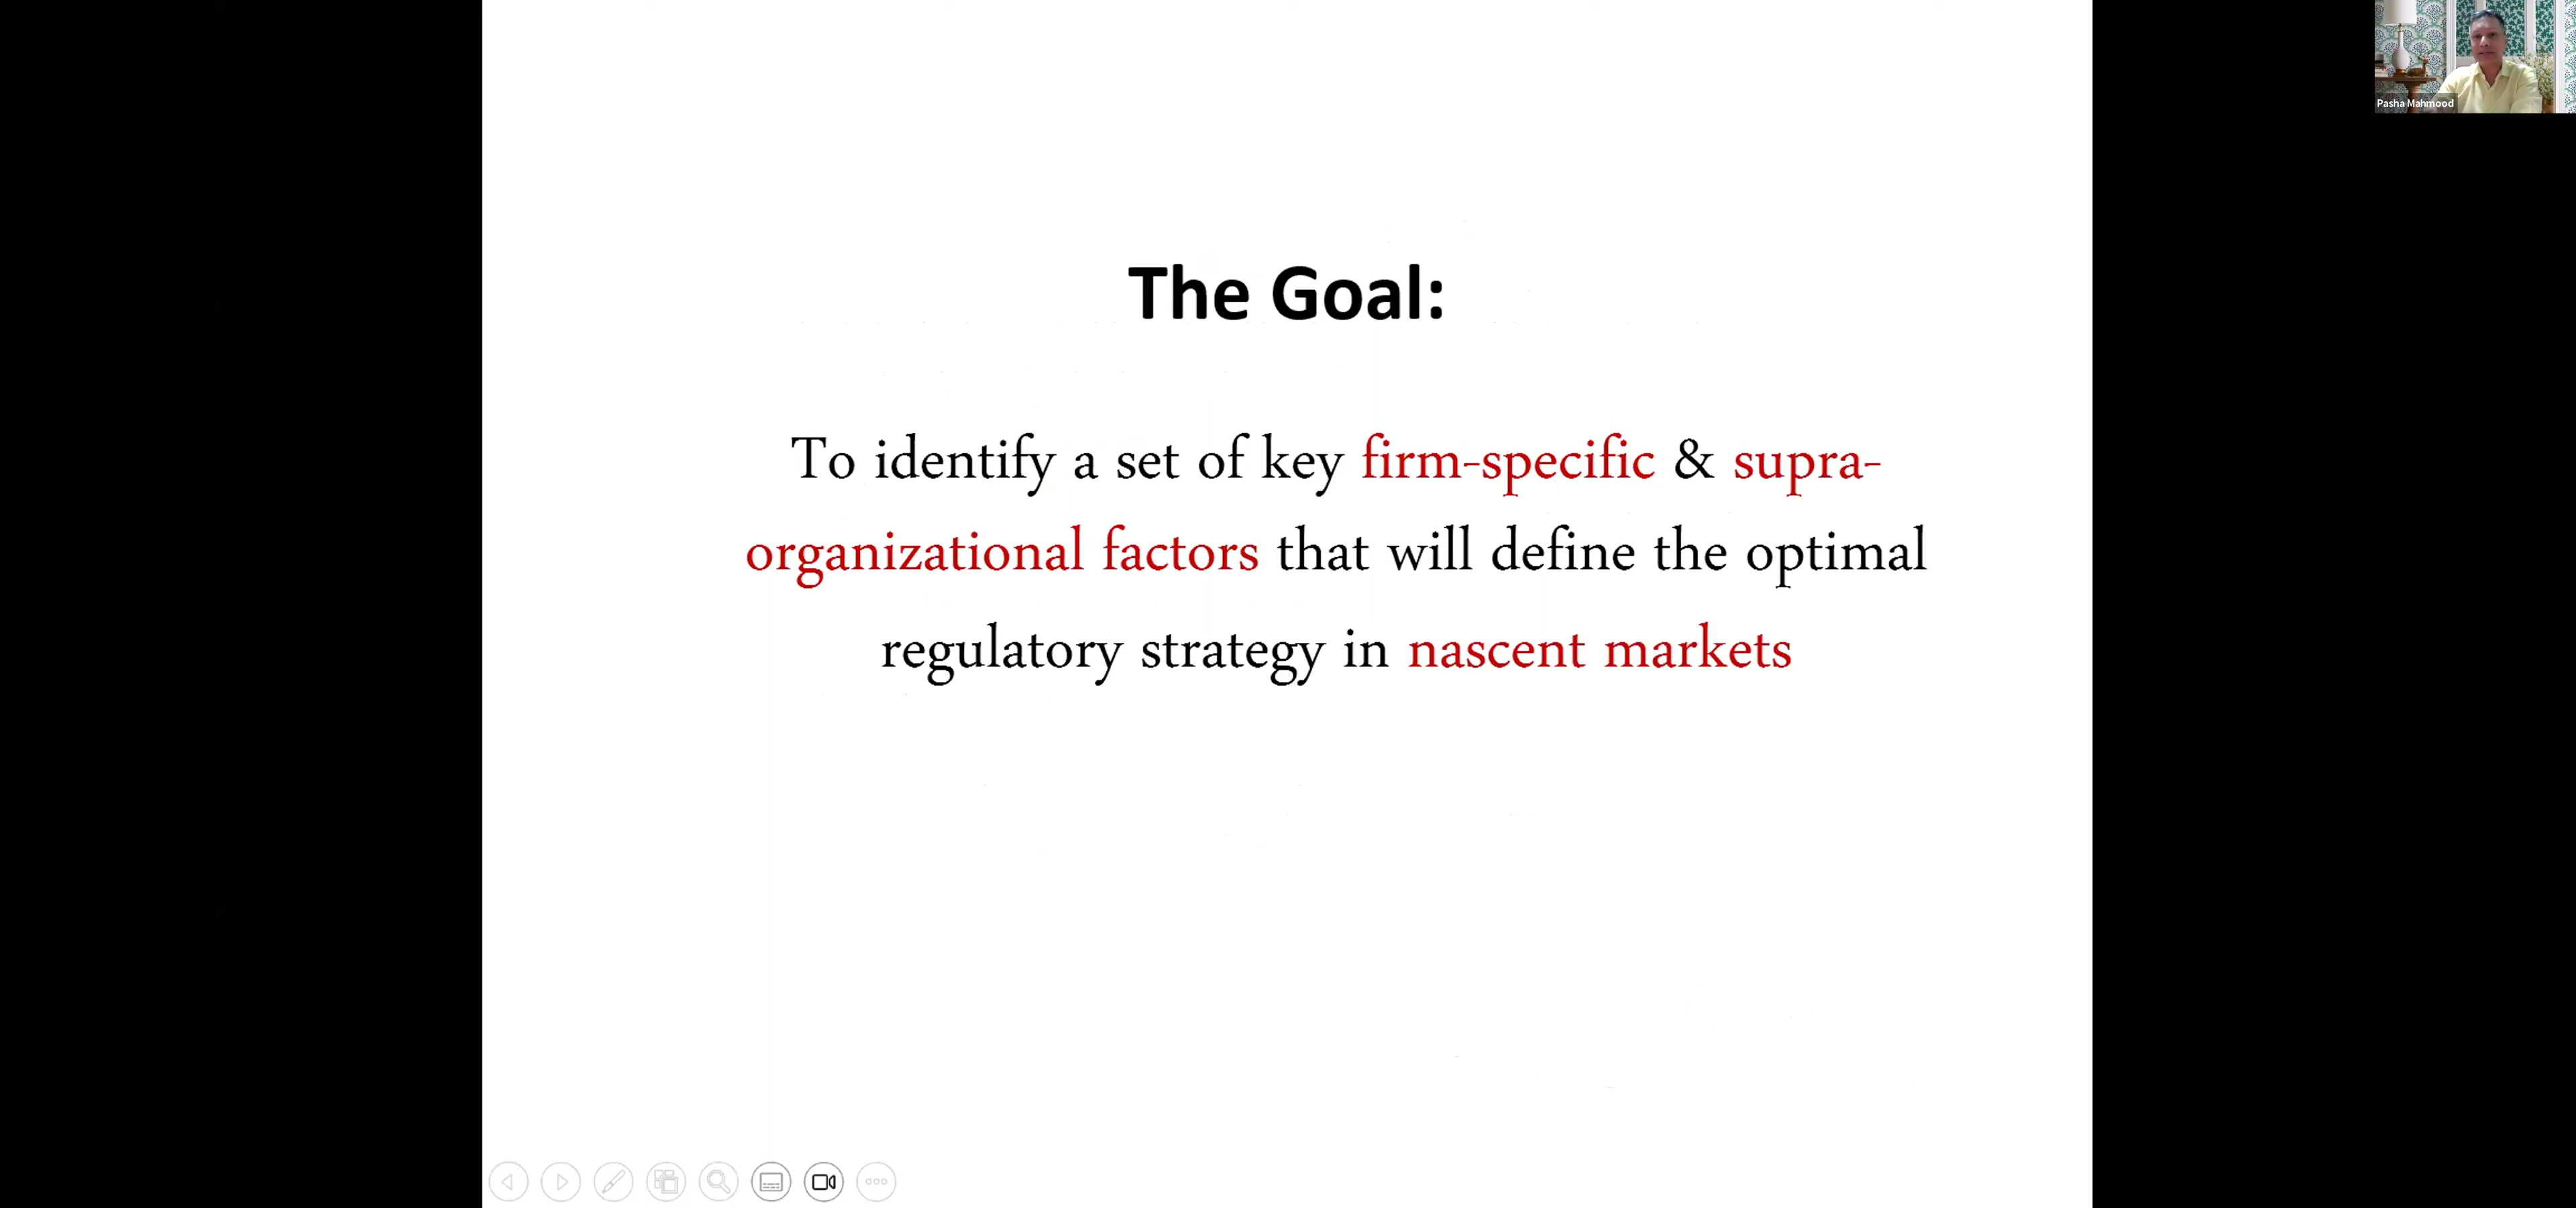 Pasha Mahmood
The Goal:
To identify a set of key firm-specific & supra-
organizational factors that will define the optimal
regulatory strategy in nascent markets